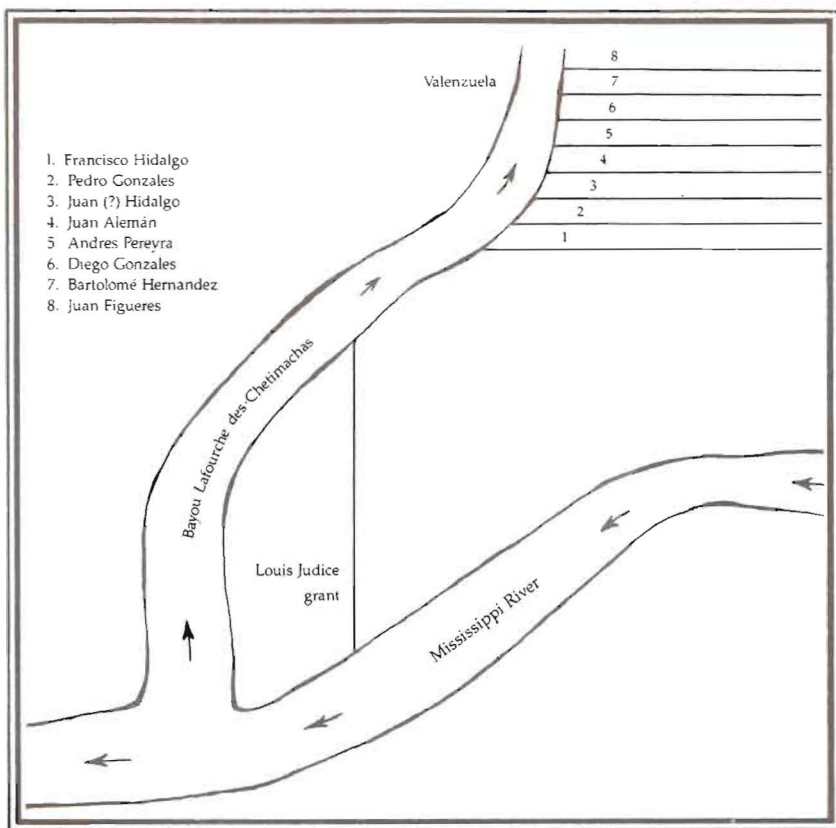 Valenzuela
8
7
6
5
4
3
2
1
1. Francisco Hidalgo
2. Pedro Gonzales
3. Juan (?) Hidalgo
4. Juan Alemán
5 Andres Pereyra
6. Diego Gonzales
7. Bartolomé Hernandez
8. Juan Figueres
Bayou Lafourche des-Chetimachas
Louis Judice
grant
Mississippi River